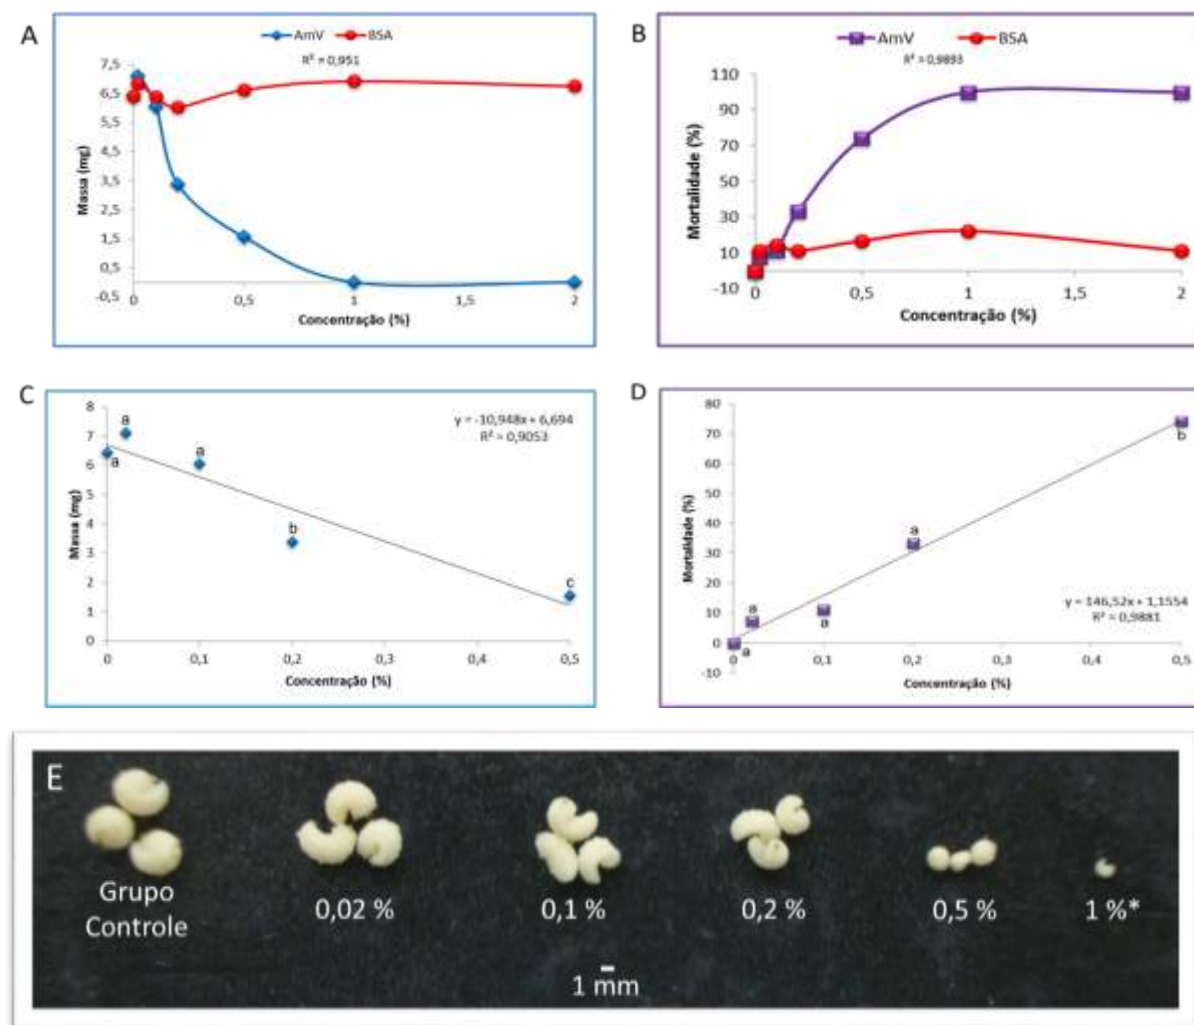 A
AmV BSA
R² = 0,951
7,5
6,5
5,5
4,5
3,5
2,5
1,5
0,5
-0,5
Massa (mg)
0 0,5 1 1,5 2
Concentração (%)
B
AmV BSA
R² = 0,9893
110
90
70
50
30
10
-10
Mortalidade (%)
0 0,5 1 1,5 2
Concentração (%)
C
y = -10,948x + 6,694
R² = 0,9053
8
7
6
5
4
3
2
1
0
Massa (mg)
a
a
a
b
c
0 0,1 0,2 0,3 0,4 0,5
Concentração (%)
D
80
70
60
50
40
30
20
10
0
-10
Mortalidade (%)
a
a
a
a
b
y = 146,52x + 1,1554
R² = 0,9881
0 0,1 0,2 0,3 0,4 0,5
Concentração (%)
E
Grupo
Controle
0,02 % 0,1 % 0,2 % 0,5 % 1 %*
1 mm